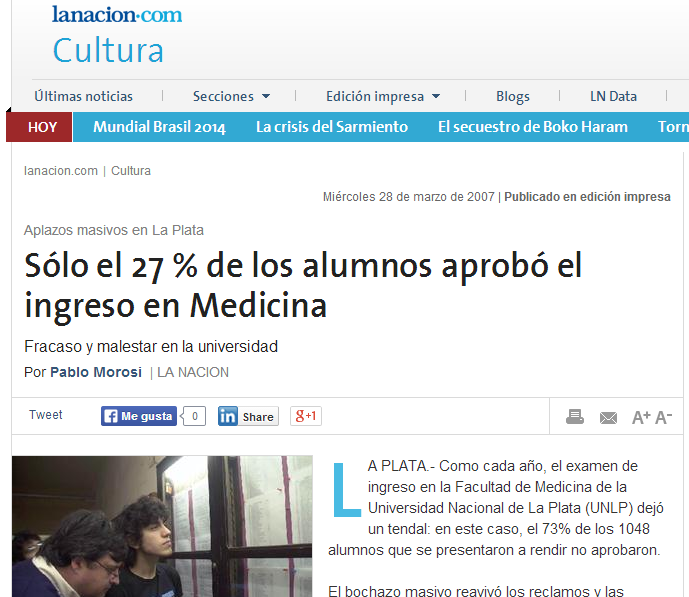 lanacion.com
Cultura
Últimas noticias | Secciones | Edición impresa | Blogs | LN Data |
HOY Mundial Brasil 2014 La crisis del Sarmiento El secuestro de Boko Haram Torn
lanacion.com | Cultura
Miércoles 28 de marzo de 2007 | Publicado en edición impresa
Aplazos masivos en La Plata
Sólo el 27 % de los alumnos aprobó el
ingreso en Medicina
Fracaso y malestar en la universidad
Por Pablo Morosi | LA NACION
Tweet Me gusta 0 in Share g+1 A+ A-
LA PLATA.- Como cada año, el examen de
ingreso en la Facultad de Medicina de la
Universidad Nacional de La Plata (UNLP) dejó
un tendal: en este caso, el 73% de los 1048
alumnos que se presentaron a rendir no aprobaron.
El bochazo masivo reavivó los reclamos y las